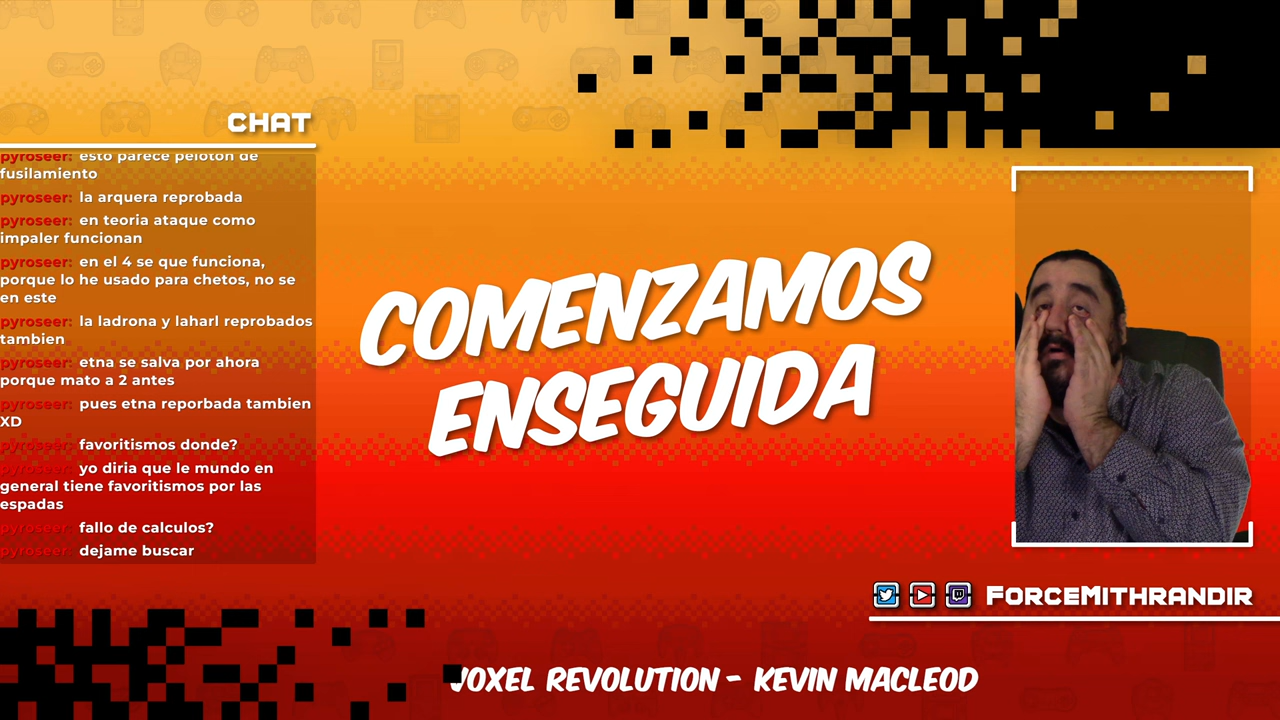 CHAT
pyroseer: esto parece peloton de
fusilamiento
pyroseer: la arquera reprobada
pyroseer: en teoria ataque como
impaler funcionan
pyroseer: en el 4 se que funciona,
porque lo he usado para chetos, no se
en este
pyroseer: la ladrona y laharl reprobados
tambien
pyroseer: etna se salva por ahora
porque mato a 2 antes
pyroseer: pues etna reporbada tambien
XD
pyroseer: favoritismos donde?
pyroseer: yo diria que le mundo en
general tiene favoritismos por las
espadas
pyroseer: fallo de calculos?
pyroseer: dejame buscar
COMENZAMOS
ENSEGUIDA
FORCEMITHRANDIR
VOXEL REVOLUTION - KEVIN MACLEOD